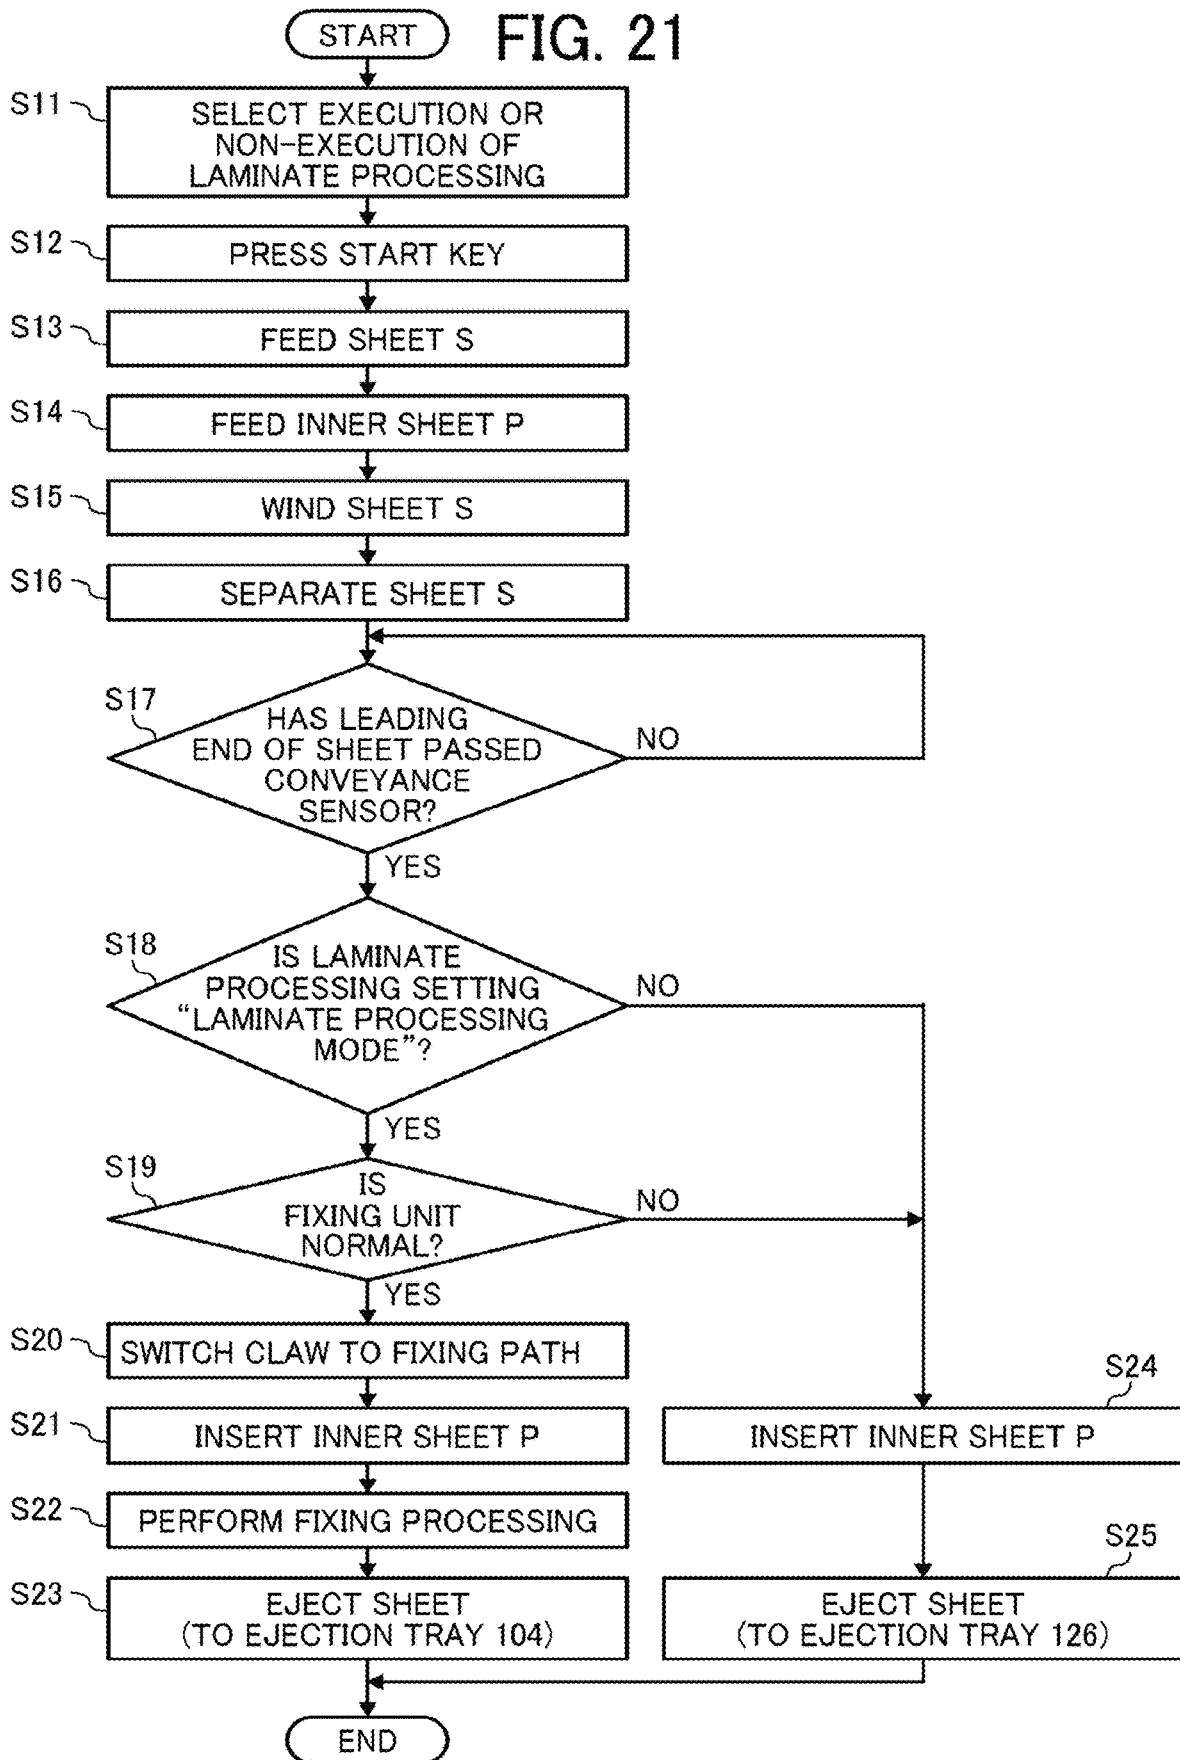 START
FIG. 21
S11
SELECT EXECUTION OR
NON-EXECUTION OF
LAMINATE PROCESSING
S12
PRESS START KEY
S13
FEED SHEET S
S14
FEED INNER SHEET P
S15
WIND SHEET S
S16
SEPARATE SHEET S
S17
HAS LEADING
END OF SHEET PASSED
CONVEYANCE
SENSOR?
NO
YES
S18
IS LAMINATE
PROCESSING SETTING
“LAMINATE PROCESSING
MODE”?
NO
YES
S19
IS
FIXING UNIT
NORMAL?
NO
YES
S20
SWITCH CLAW TO FIXING PATH
S21
INSERT INNER SHEET P
S24
INSERT INNER SHEET P
S22
PERFORM FIXING PROCESSING
S23
EJECT SHEET
(TO EJECTION TRAY 104)
S25
EJECT SHEET
(TO EJECTION TRAY 126)
END